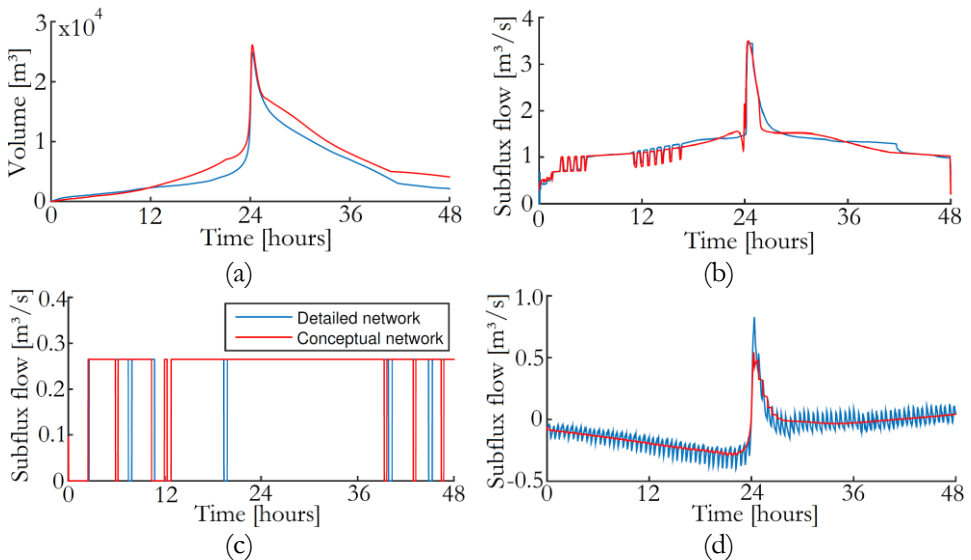 3 x10⁴
2
1
0
Volume [m³]
0 12 24 36 48
Time [hours]
(a)
4
3
2
1
0
Subflux flow [m³/s]
0 12 24 36 48
Time [hours]
(b)
0.4
0.3
0.2
0.1
0
Subflux flow [m³/s]
Detailed network
Conceptual network
0 12 24 36 48
Time [hours]
(c)
1.0
0.5
0
-0.5
Subflux flow [m³/s]
0 12 24 36 48
Time [hours]
(d)